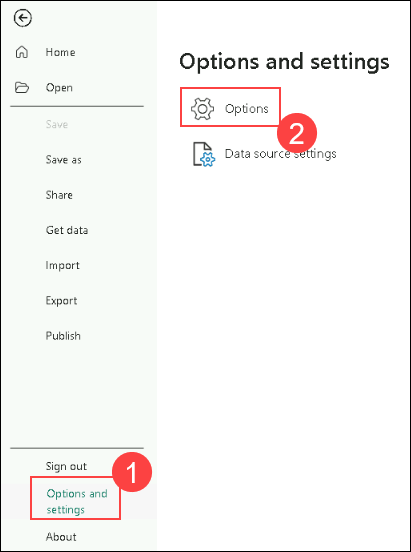 Home
Open
Save
Save as
Share
Get data
Import
Export
Publish
Sign out
1
Options and
settings
About
Options and settings
Options
2
Data source settings